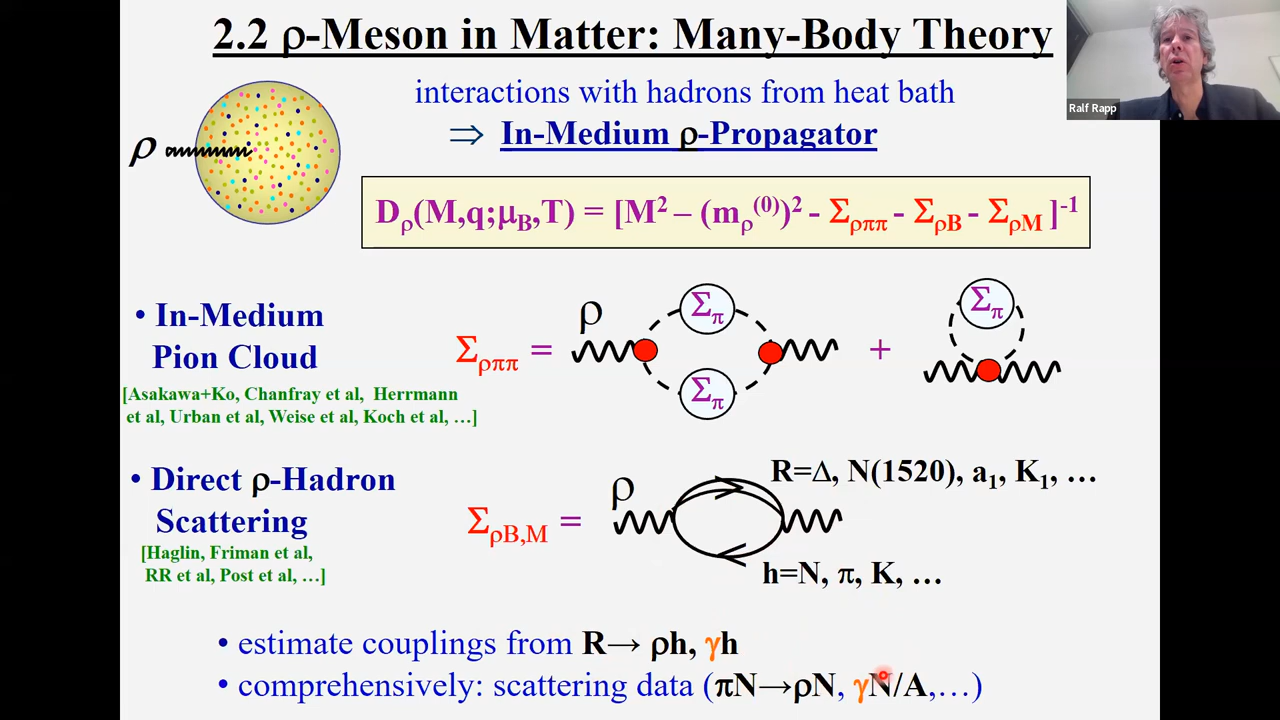 2.2 ρ-Meson in Matter: Many-Body Theory
Ralf Rapp
interactions with hadrons from heat bath
⇒ In-Medium ρ-Propagator
ρ
Dρ(M,q;μB,T) = [M² – (mρ⁽⁰⁾)² - Σρππ - ΣρB - ΣρM ]⁻¹
• In-Medium
Pion Cloud
[Asakawa+Ko, Chanfray et al, Herrmann
et al, Urban et al, Weise et al, Koch et al, …]
Σρππ =
ρ
Σπ
Σπ
+
Σπ
• Direct ρ-Hadron
Scattering
[Haglin, Friman et al,
RR et al, Post et al, …]
ΣρB,M =
ρ
R=Δ, N(1520), a₁, K₁, …
h=N, π, K, …
• estimate couplings from R→ ρh, γh
• comprehensively: scattering data (πN→ρN, γN/A,…)